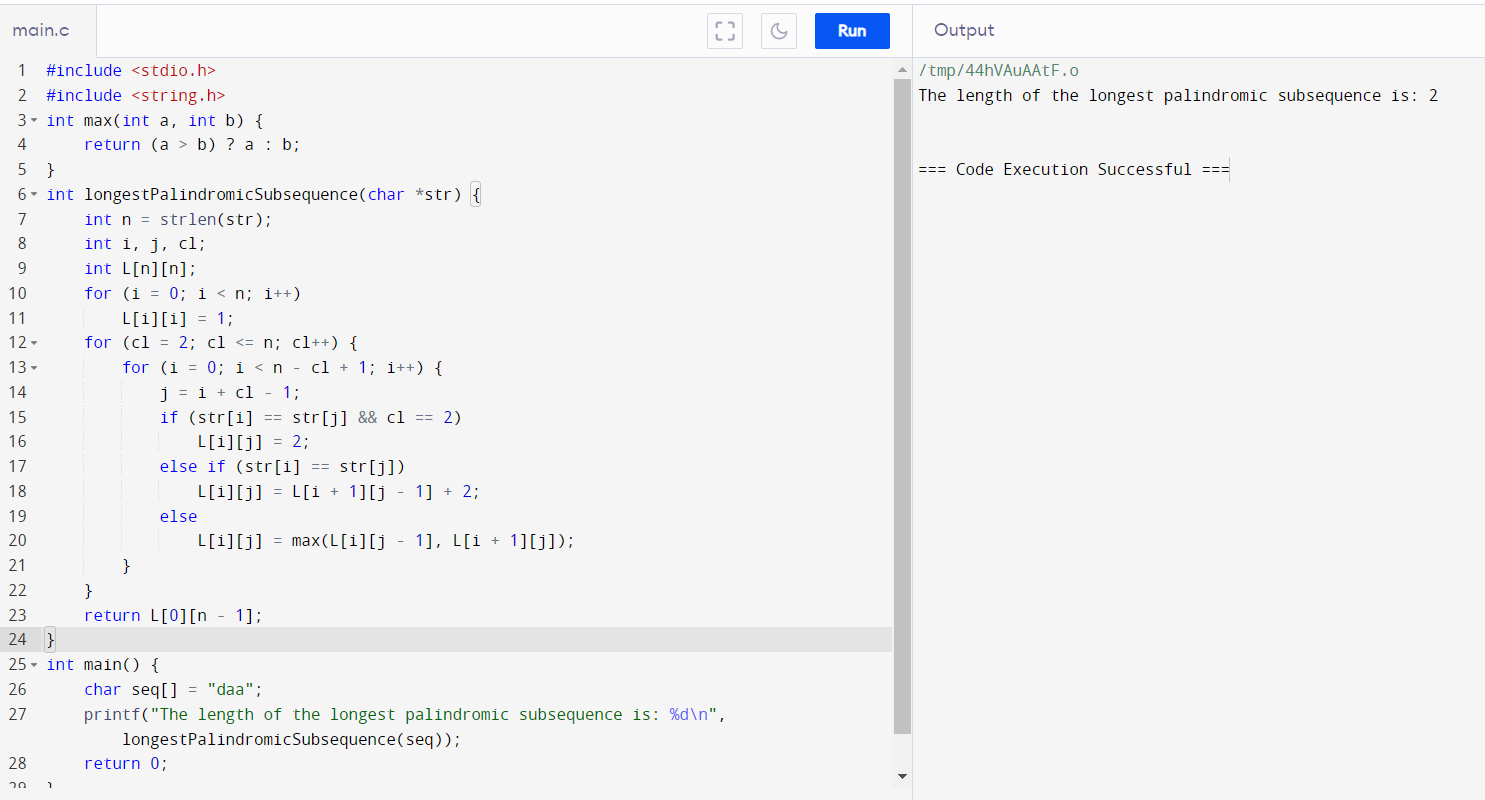 main.c
Run
Output
1 #include <stdio.h>
2 #include <string.h>
3 int max(int a, int b) {
4     return (a > b) ? a : b;
5 }
6 int longestPalindromicSubsequence(char *str) {
7     int n = strlen(str);
8     int i, j, cl;
9     int L[n][n];
10     for (i = 0; i < n; i++)
11         L[i][i] = 1;
12     for (cl = 2; cl <= n; cl++) {
13         for (i = 0; i < n - cl + 1; i++) {
14             j = i + cl - 1;
15             if (str[i] == str[j] && cl == 2)
16                 L[i][j] = 2;
17             else if (str[i] == str[j])
18                 L[i][j] = L[i + 1][j - 1] + 2;
19             else
20                 L[i][j] = max(L[i][j - 1], L[i + 1][j]);
21         }
22     }
23     return L[0][n - 1];
24 }
25 int main() {
26     char seq[] = "daa";
27     printf("The length of the longest palindromic subsequence is: %d\n",
        longestPalindromicSubsequence(seq));
28     return 0;
29 }
/tmp/44hVAuAAtF.o
The length of the longest palindromic subsequence is: 2
=== Code Execution Successful ===